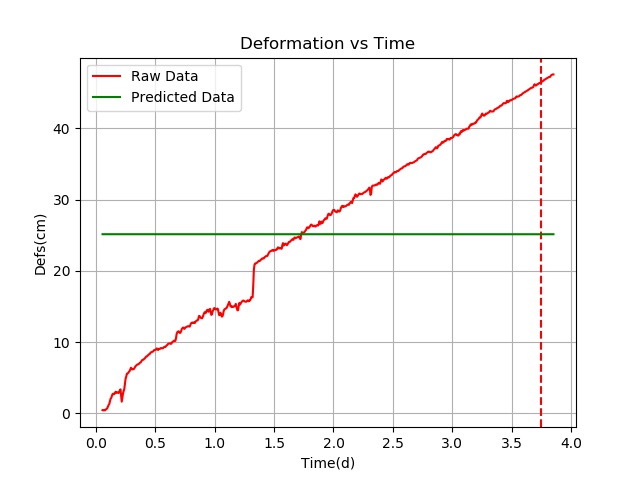 Deformation vs Time
Raw Data
Predicted Data
Defs(cm)
40
30
20
10
0
0.0 0.5 1.0 1.5 2.0 2.5 3.0 3.5 4.0
Time(d)